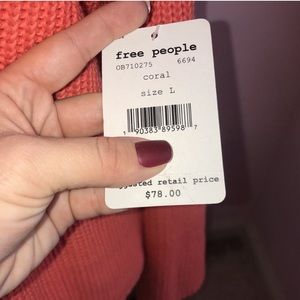 free people
OB710275 6694
coral
size L
1 90383 89598 7
retail price
$78.00